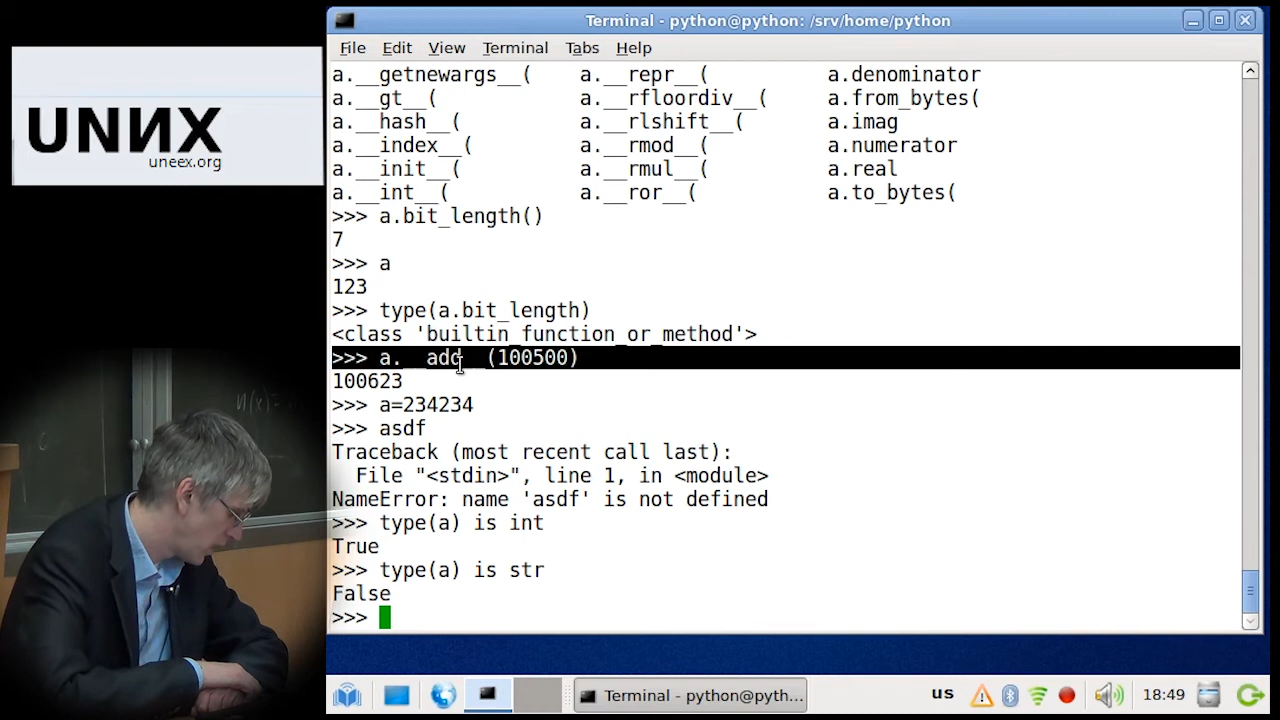 Terminal - python@python: /srv/home/python
File Edit View Terminal Tabs Help
UNИX
uneex.org
a.__getnewargs__( a.__repr__( a.denominator
a.__gt__( a.__rfloordiv__( a.from_bytes(
a.__hash__( a.__rlshift__( a.imag
a.__index__( a.__rmod__( a.numerator
a.__init__( a.__rmul__( a.real
a.__int__( a.__ror__( a.to_bytes(
>>> a.bit_length()
7
>>> a
123
>>> type(a.bit_length)
<class 'builtin_function_or_method'>
>>> a.__add__(100500)
100623
>>> a=234234
>>> asdf
Traceback (most recent call last):
  File "<stdin>", line 1, in <module>
NameError: name 'asdf' is not defined
>>> type(a) is int
True
>>> type(a) is str
False
>>>
Terminal - python@pyth...
us
18:49